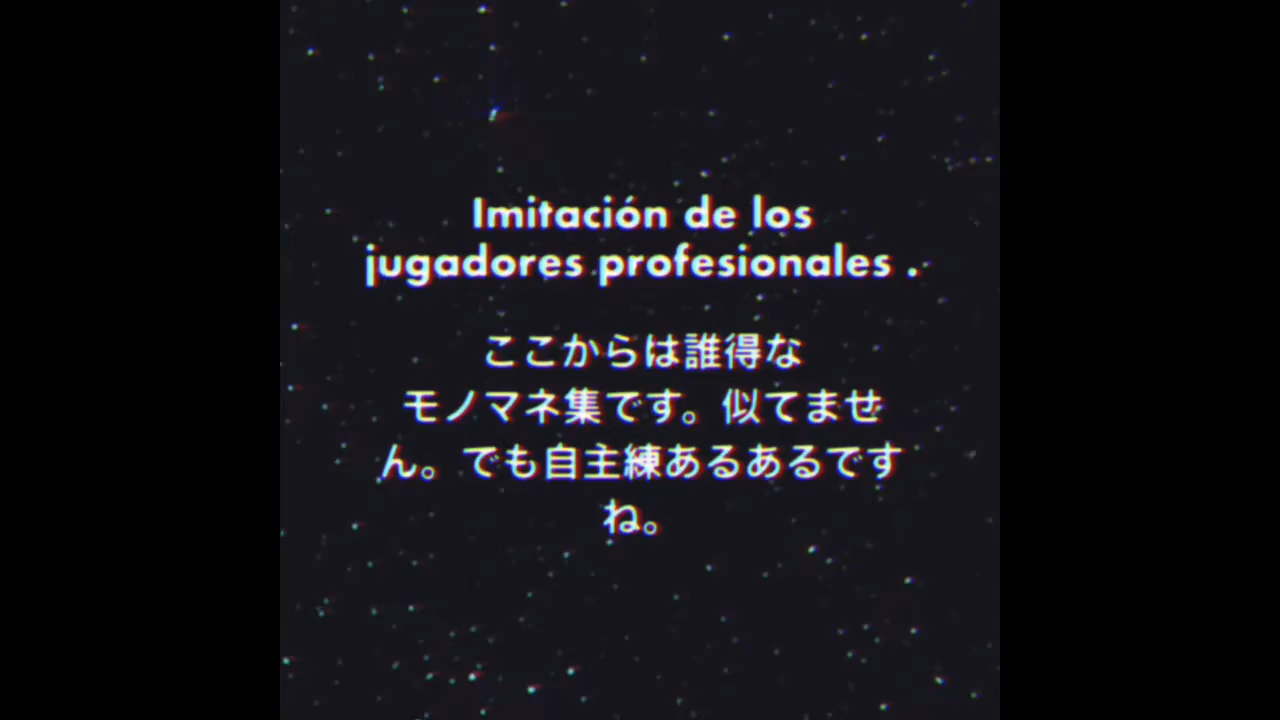 Imitación de los
jugadores profesionales .
ここからは誰得な
モノマネ集です。似てませ
ん。でも自主練あるあるです
ね。